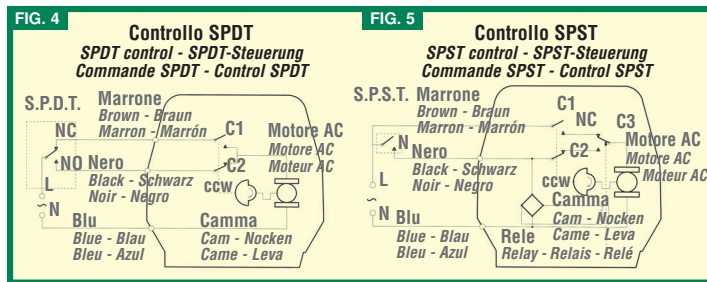 FIG. 4
Controllo SPDT
SPDT control - SPDT-Steuerung
Commande SPDT - Control SPDT
S.P.D.T.
Marrone
Brown - Braun
Marron - Marrón
NC
C1
Motore AC
Motore AC
Moteur AC
NO
Nero
Black - Schwarz
Noir - Negro
C2
ccw
L
~
N
Blu
Blue - Blau
Bleu - Azul
Camma
Cam - Nocken
Came - Leva
FIG. 5
Controllo SPST
SPST control - SPST-Steuerung
Commande SPST - Control SPST
S.P.S.T.
Marrone
Brown - Braun
Marron - Marrón
C1
NC
C3
Motore AC
Motore AC
Moteur AC
N
Nero
Black - Schwarz
Noir - Negro
C2
ccw
L
~
N
Blu
Blue - Blau
Bleu - Azul
Camma
Cam - Nocken
Came - Leva
Rele
Relay - Relais - Relé